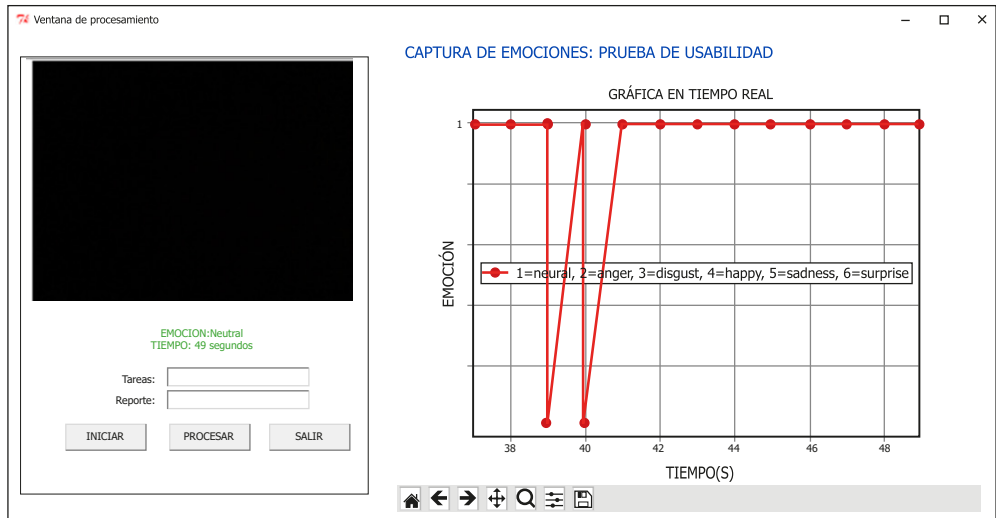 Ventana de procesamiento
CAPTURA DE EMOCIONES: PRUEBA DE USABILIDAD
GRÁFICA EN TIEMPO REAL
1
EMOCIÓN
1=neural, 2=anger, 3=disgust, 4=happy, 5=sadness, 6=surprise
38 40 42 44 46 48
TIEMPO(S)
EMOCION:Neutral
TIEMPO: 49 segundos
Tareas:
Reporte:
INICIAR PROCESAR SALIR